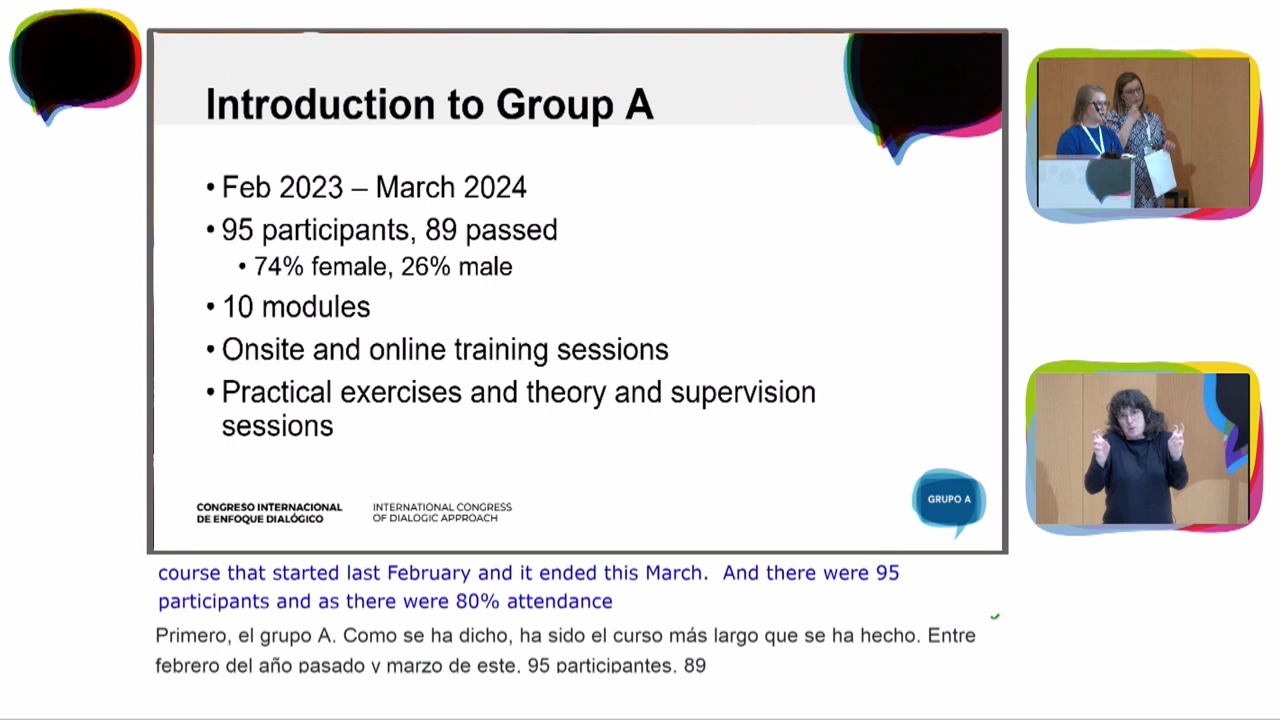 Introduction to Group A
• Feb 2023 – March 2024
• 95 participants, 89 passed
• 74% female, 26% male
• 10 modules
• Onsite and online training sessions
• Practical exercises and theory and supervision
sessions
CONGRESO INTERNACIONAL
DE ENFOQUE DIALÓGICO
INTERNATIONAL CONGRESS
OF DIALOGIC APPROACH
GRUPO A
course that started last February and it ended this March. And there were 95
participants and as there were 80% attendance
Primero, el grupo A. Como se ha dicho, ha sido el curso más largo que se ha hecho. Entre
febrero del año pasado y marzo de este, 95 participantes, 89